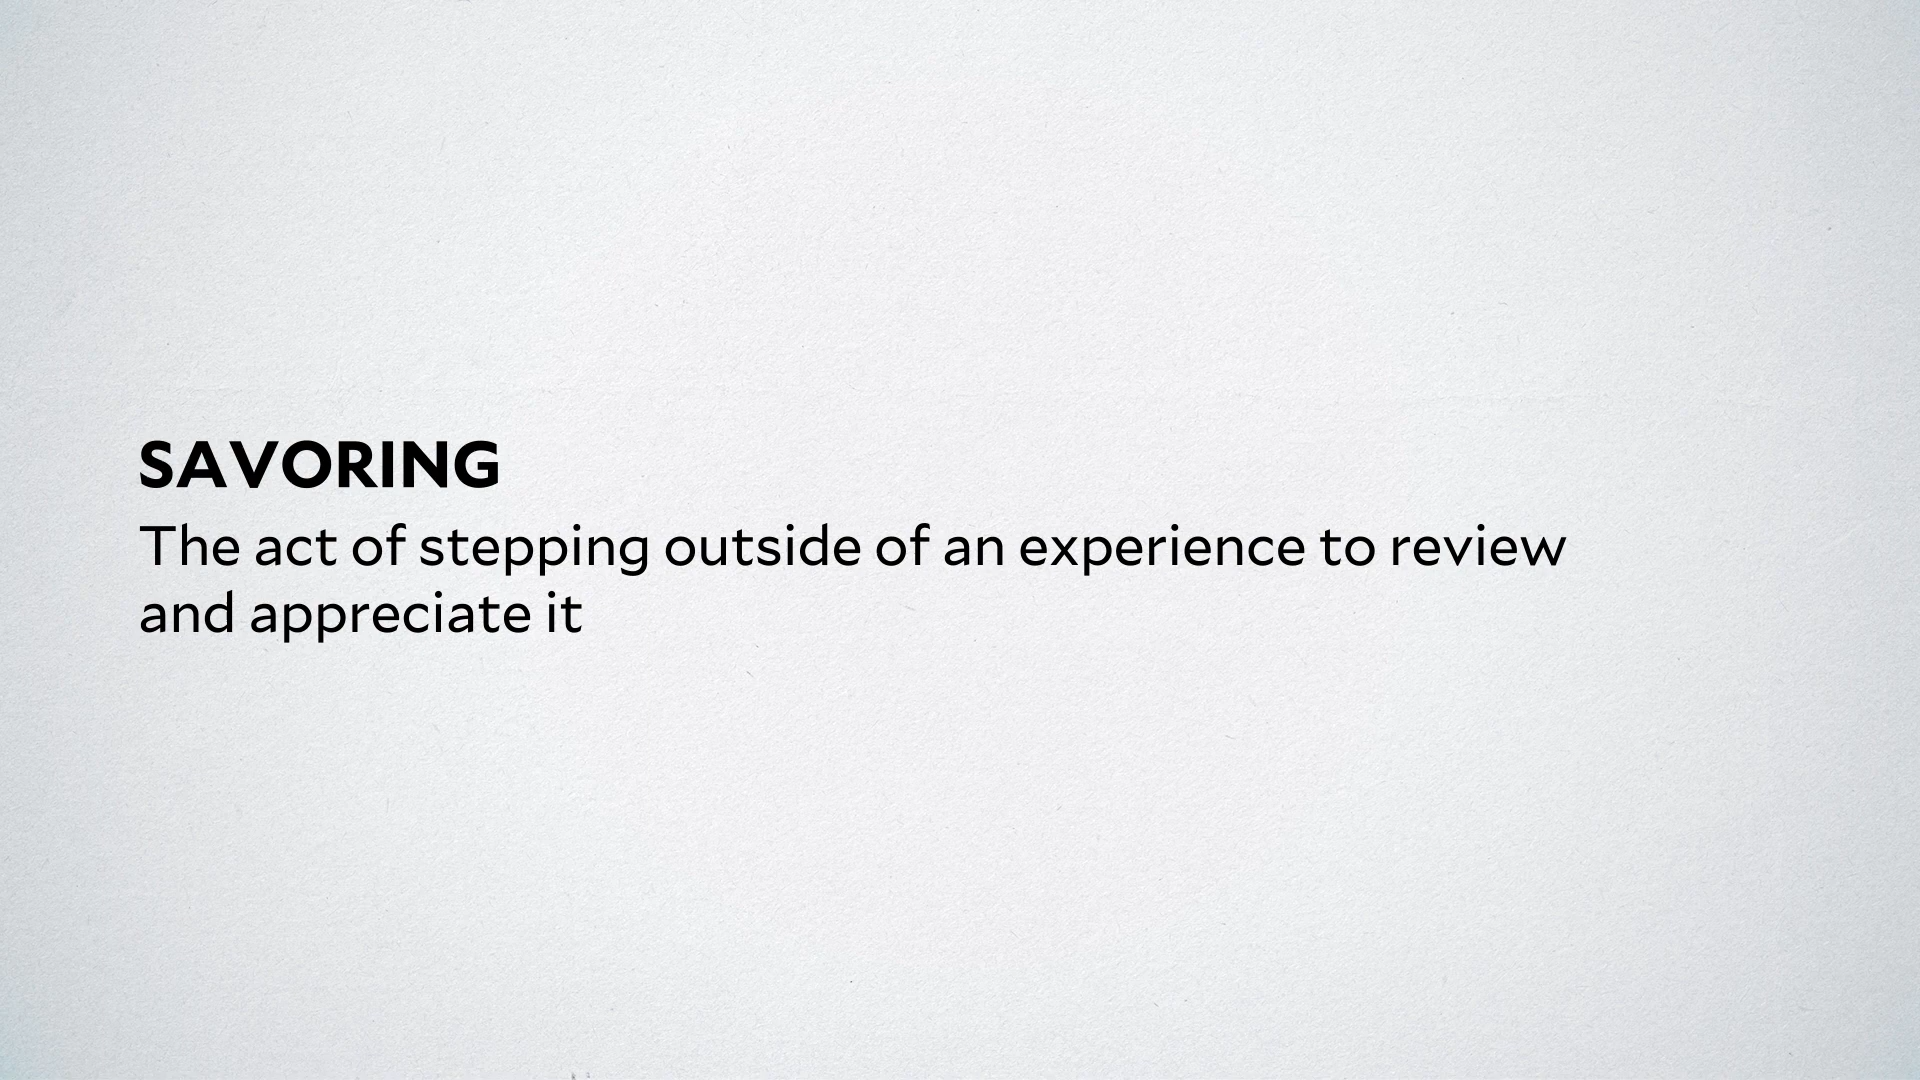 SAVORING
The act of stepping outside of an experience to review
and appreciate it